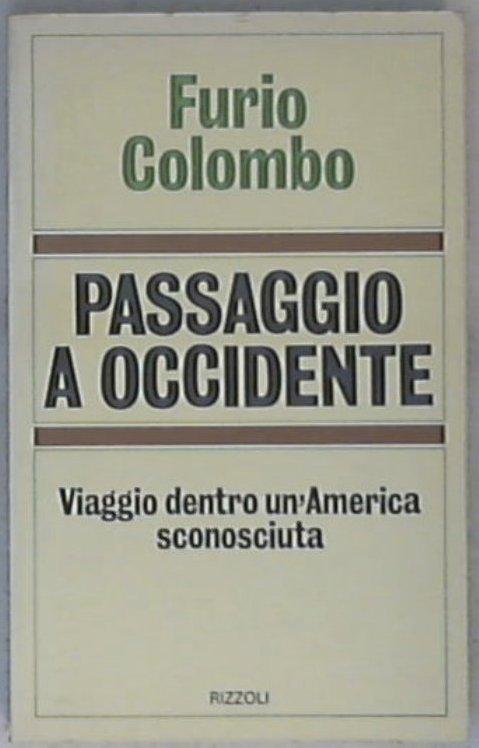 Furio
Colombo
PASSAGGIO
A OCCIDENTE
Viaggio dentro un'America
sconosciuta
RIZZOLI